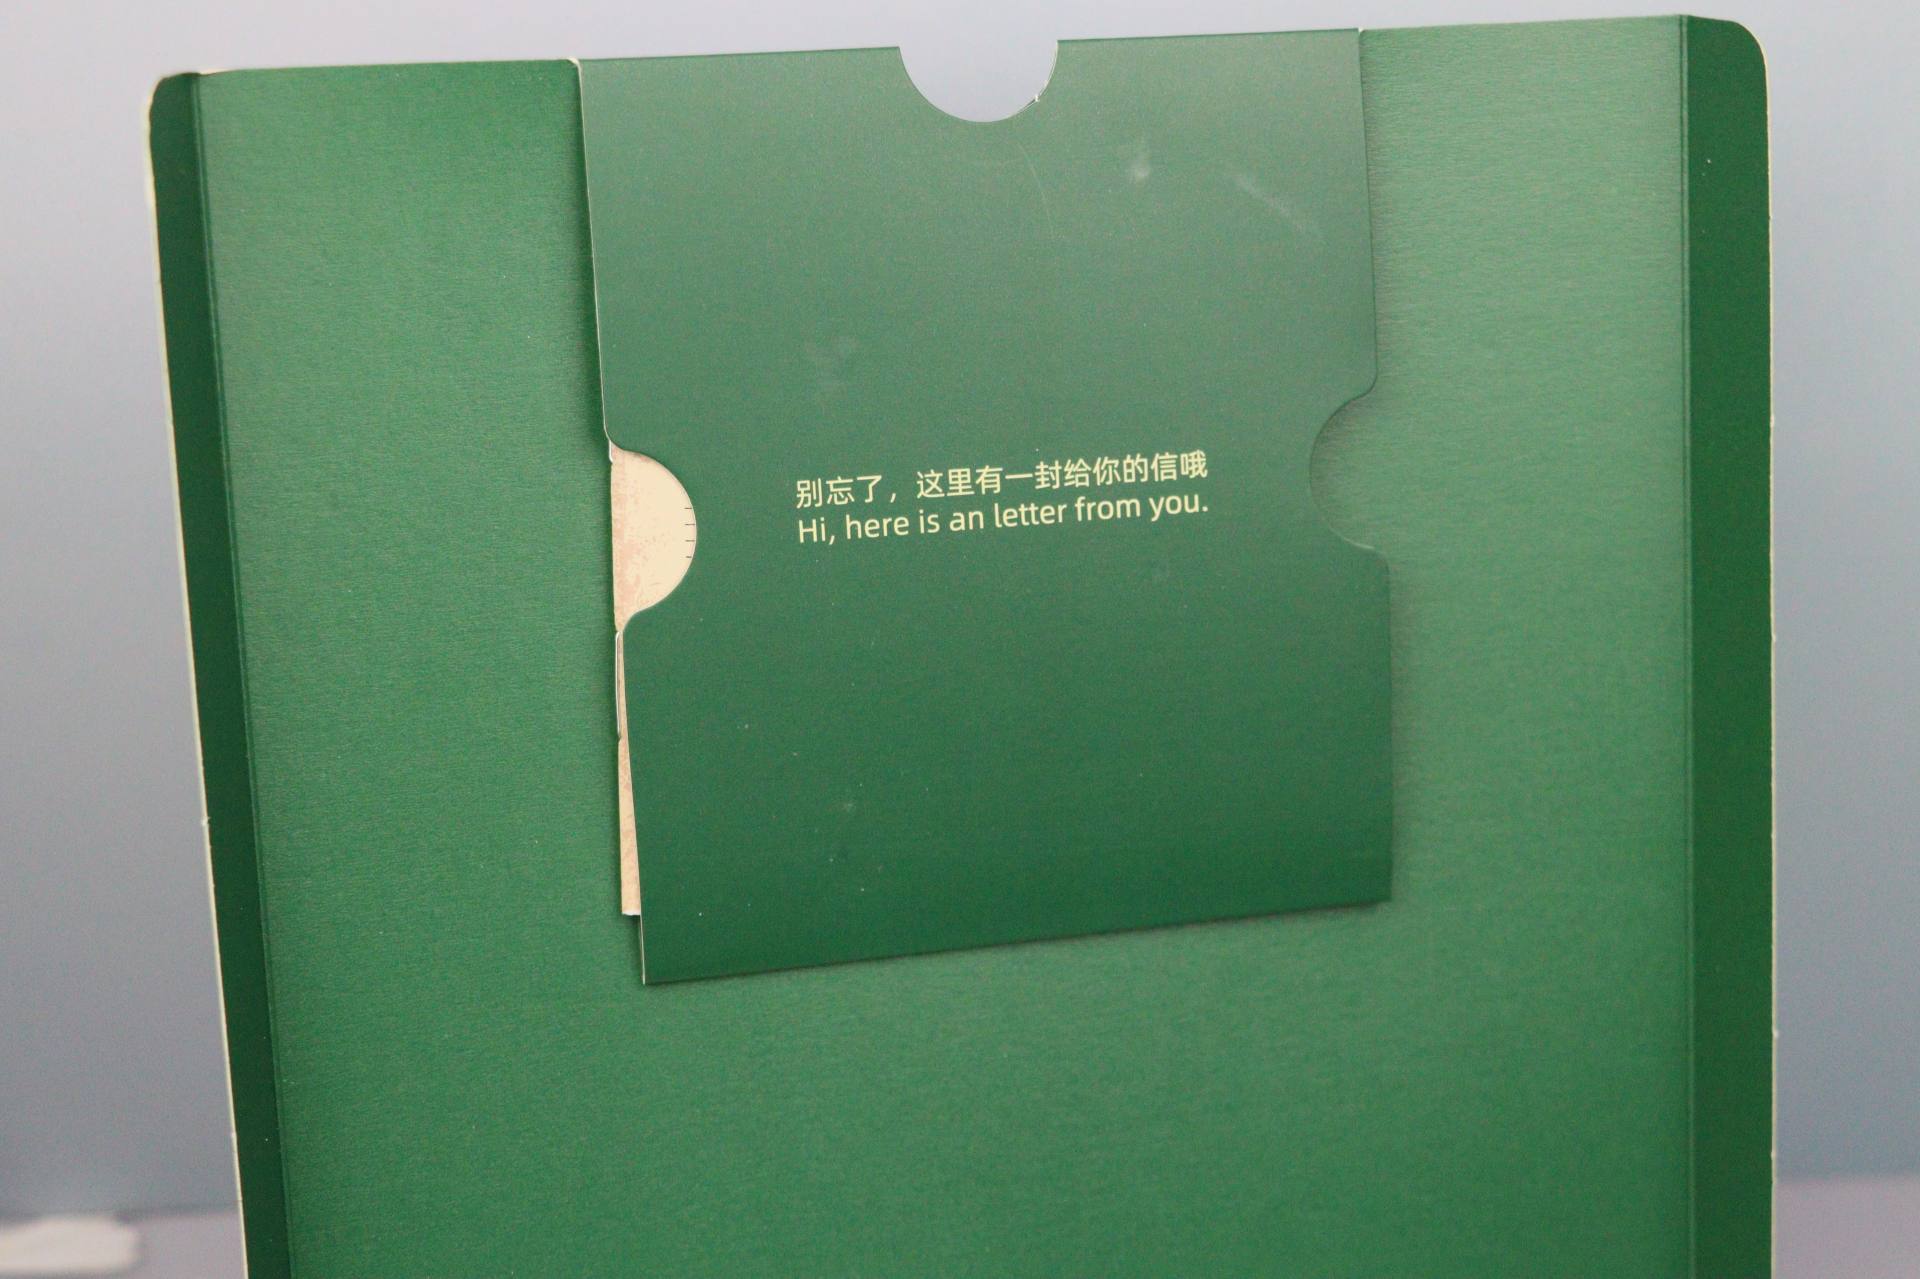 别忘了，这里有一封给你的信哦
Hi, here is an letter from you.